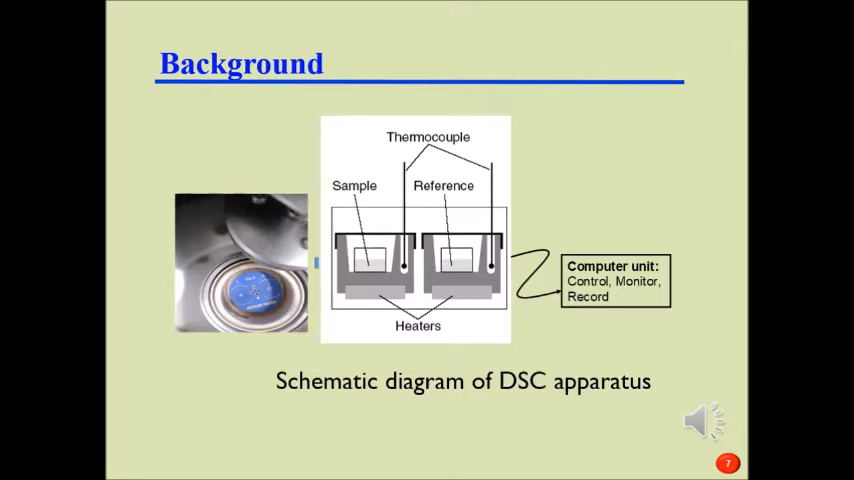 Background
Thermocouple
Sample
Reference
Heaters
Computer unit:
Control, Monitor,
Record
Schematic diagram of DSC apparatus
7